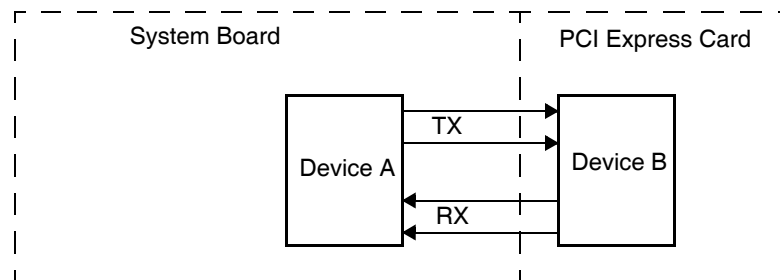 System Board
PCI Express Card
Device A
TX
RX
Device B